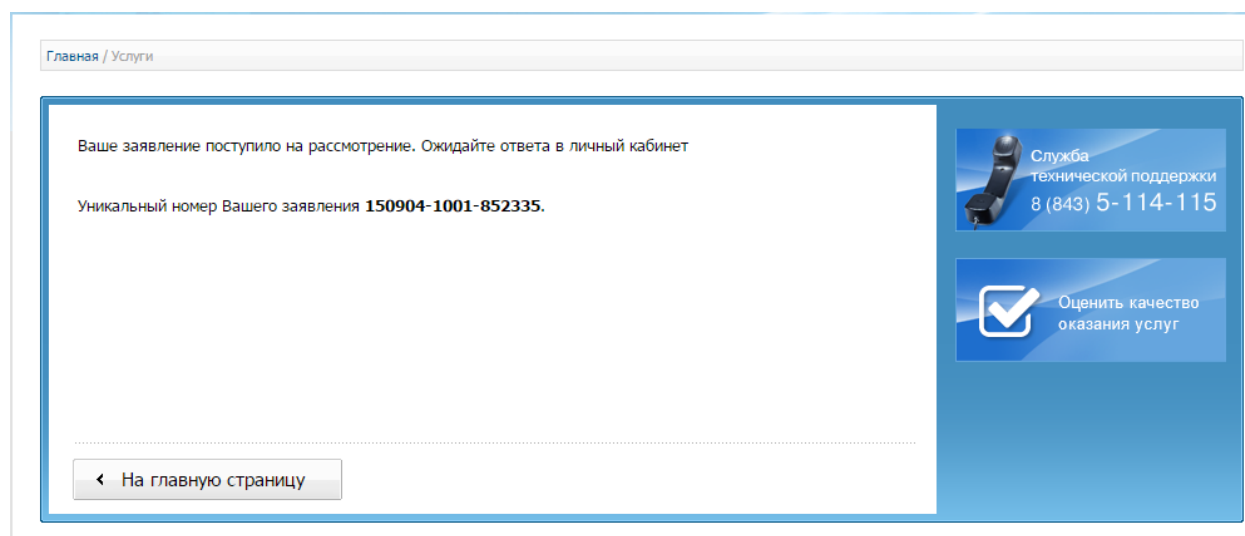 Главная / Услуги
Ваше заявление поступило на рассмотрение. Ожидайте ответа в личный кабинет
Уникальный номер Вашего заявления 150904-1001-852335.
На главную страницу
Служба
технической поддержки
8 (843) 5-114-115
Оценить качество
оказания услуг